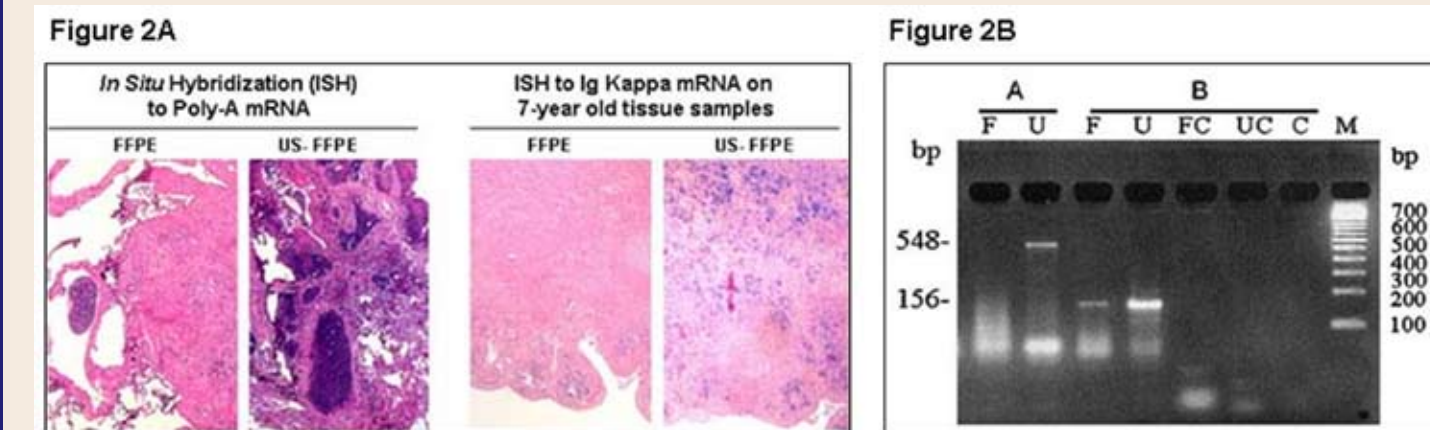 Figure 2A
In Situ Hybridization (ISH)
to Poly-A mRNA
FFPE
US- FFPE
ISH to Ig Kappa mRNA on
7-year old tissue samples
FFPE
US- FFPE
Figure 2B
A
B
F U F U FC UC C M
bp
548-
156-
bp
700
600
500
400
300
200
100